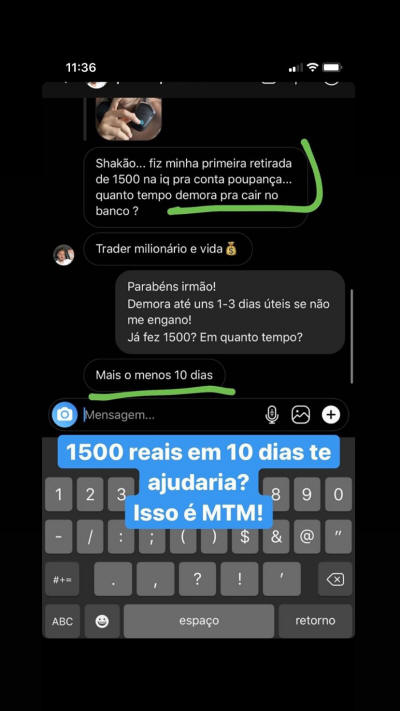 11:36
Shakão... fiz minha primeira retirada
de 1500 na iq pra conta poupança...
quanto tempo demora pra cair no
banco ?
Trader milionário e vida💰
Parabéns irmão!
Demora até uns 1-3 dias úteis se não
me engano!
Já fez 1500? Em quanto tempo?
Mais o menos 10 dias
Mensagem...
1500 reais em 10 dias te
ajudaria?
Isso é MTM!
1 2 3 8 9 0
- / : ; ( ) $ & @ "
#+= . , ? ! ′
ABC espaço retorno